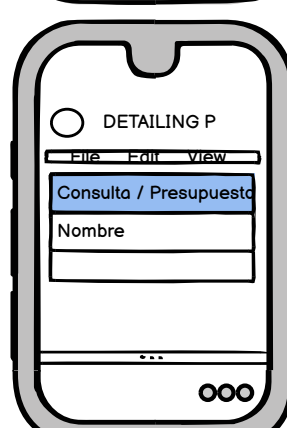 DETAILING P
File Edit View
Consulta / Presupuesto
Nombre
...